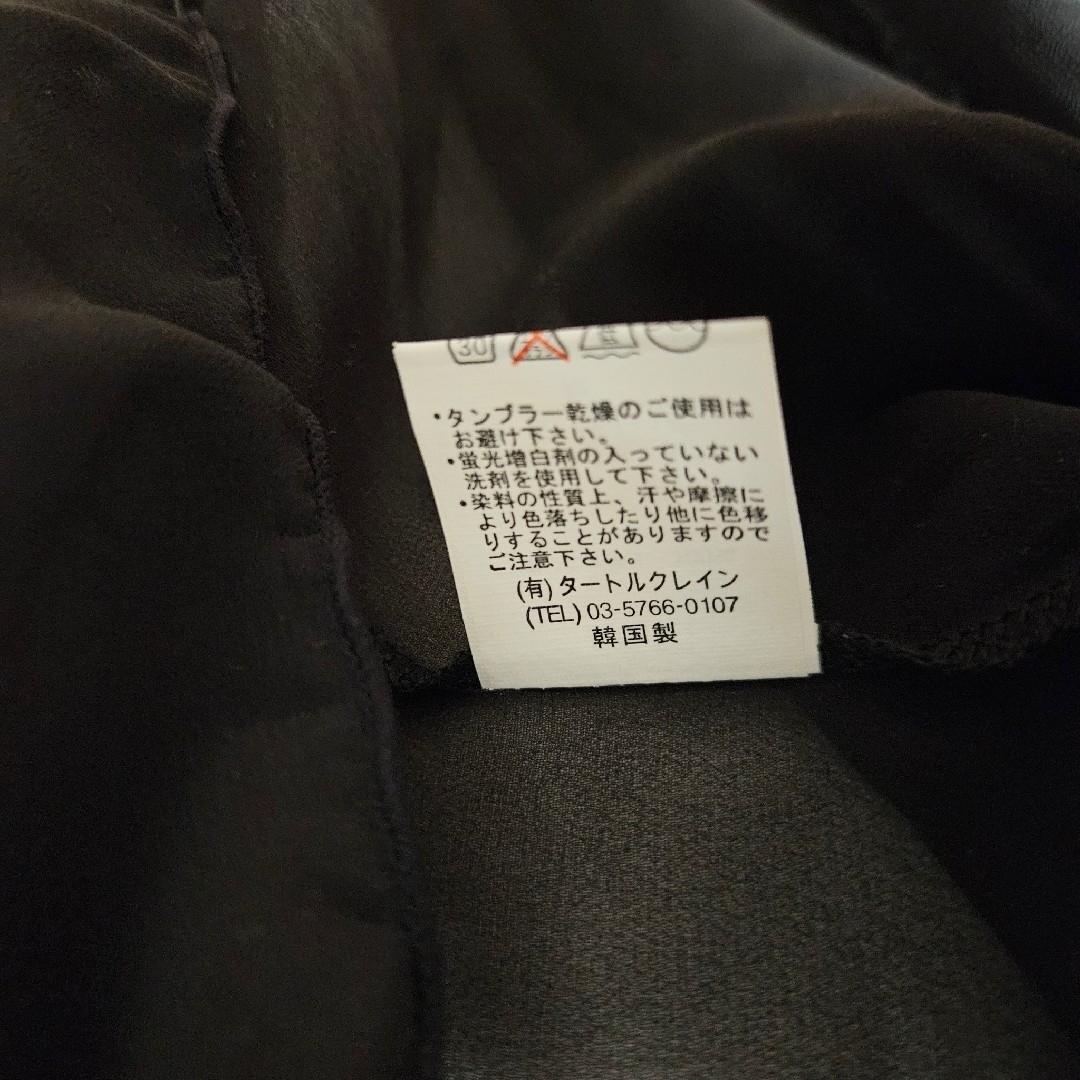 30
・タンブラー乾燥のご使用は
お避け下さい。
・蛍光増白剤の入っていない
洗剤を使用して下さい。
・染料の性質上、汗や摩擦に
より色落ちしたり他に色移
りすることがありますので
ご注意下さい。
(有)タートルクレイン
(TEL)03-5766-0107
韓国製